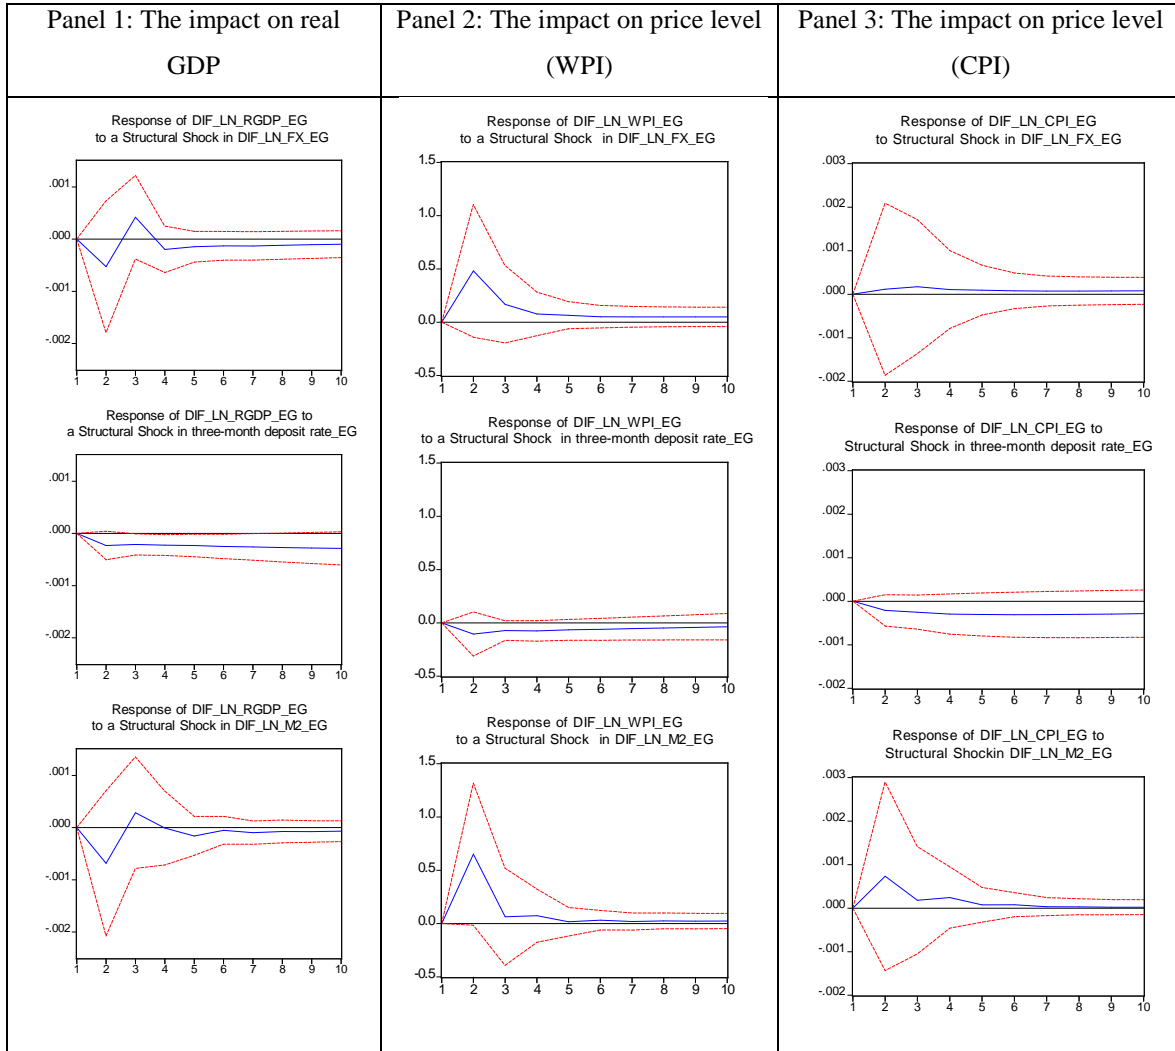 Panel 1: The impact on real
GDP
Panel 2: The impact on price level
(WPI)
Panel 3: The impact on price level
(CPI)
Response of DIF_LN_RGDP_EG
to a Structural Shock in DIF_LN_FX_EG
.001
.000
-.001
-.002
1 2 3 4 5 6 7 8 9 10
Response of DIF_LN_WPI_EG
to a Structural Shock in DIF_LN_FX_EG
1.5
1.0
0.5
0.0
-0.5
1 2 3 4 5 6 7 8 9 10
Response of DIF_LN_CPI_EG
to Structural Shock in DIF_LN_FX_EG
.003
.002
.001
.000
-.001
-.002
1 2 3 4 5 6 7 8 9 10
Response of DIF_LN_RGDP_EG to
a Structural Shock in three-month deposit rate_EG
.001
.000
-.001
-.002
1 2 3 4 5 6 7 8 9 10
Response of DIF_LN_WPI_EG
to a Structural Shock in three-month deposit rate_EG
1.5
1.0
0.5
0.0
-0.5
1 2 3 4 5 6 7 8 9 10
Response of DIF_LN_CPI_EG to
Structural Shock in three-month deposit rate_EG
.003
.002
.001
.000
-.001
-.002
1 2 3 4 5 6 7 8 9 10
Response of DIF_LN_RGDP_EG
to a Structural Shock in DIF_LN_M2_EG
.001
.000
-.001
-.002
1 2 3 4 5 6 7 8 9 10
Response of DIF_LN_WPI_EG
to a Structural Shock in DIF_LN_M2_EG
1.5
1.0
0.5
0.0
-0.5
1 2 3 4 5 6 7 8 9 10
Response of DIF_LN_CPI_EG to
Structural Shockin DIF_LN_M2_EG
.003
.002
.001
.000
-.001
-.002
1 2 3 4 5 6 7 8 9 10